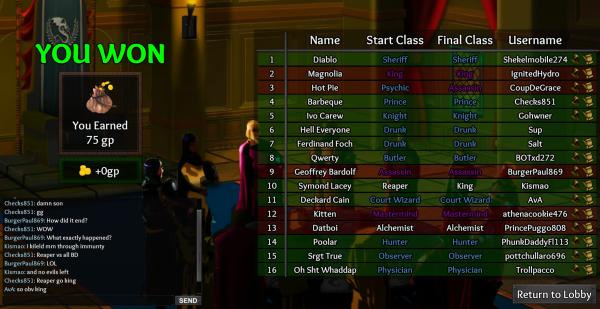 YOU WON
You Earned
75 gp
+0gp
Checks851: damn son
Checks851: gg
BurgerPaul869: How did it end?
Checks851: WOW
BurgerPaul869: What exactly happened?
Kismao: I kileld mm through immunty
Checks851: Reaper vs all BD
BurgerPaul869: LOL
Kismao: and no evils left
Checks851: Reaper go king
AvA: so obv king
SEND
Name Start Class Final Class Username
1 Diablo Sheriff Sheriff Shekelmobile274
2 Magnolia King King IgnitedHydro
3 Hot Pie Psychic Assassin CoupDeGrace
4 Barbeque Prince Prince Checks851
5 Ivo Carew Knight Knight Gohwner
6 Hell Everyone Drunk Drunk Sup
7 Ferdinand Foch Drunk Drunk Salt
8 Qwerty Butler Butler BOTxd272
9 Geoffrey Bardolf Assassin Assassin BurgerPaul869
10 Symond Lacey Reaper King Kismao
11 Deckard Cain Court Wizard Court Wizard AvA
12 Kitten Mastermind Mastermind athenacookie476
13 Datboi Alchemist Alchemist PrincePuggo808
14 Poolar Hunter Hunter PhunkDaddyFl113
15 Srgt True Observer Observer pottchullaro696
16 Oh Sht Whaddap Physician Physician Trollpacco
Return to Lobby